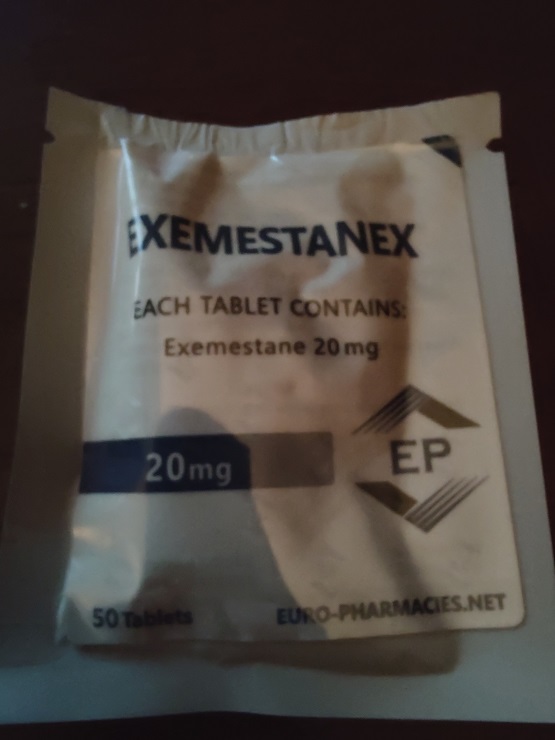 EXEMESTANEX
EACH TABLET CONTAINS:
Exemestane 20mg
20mg
EP
50 Tablets
EURO-PHARMACIES.NET